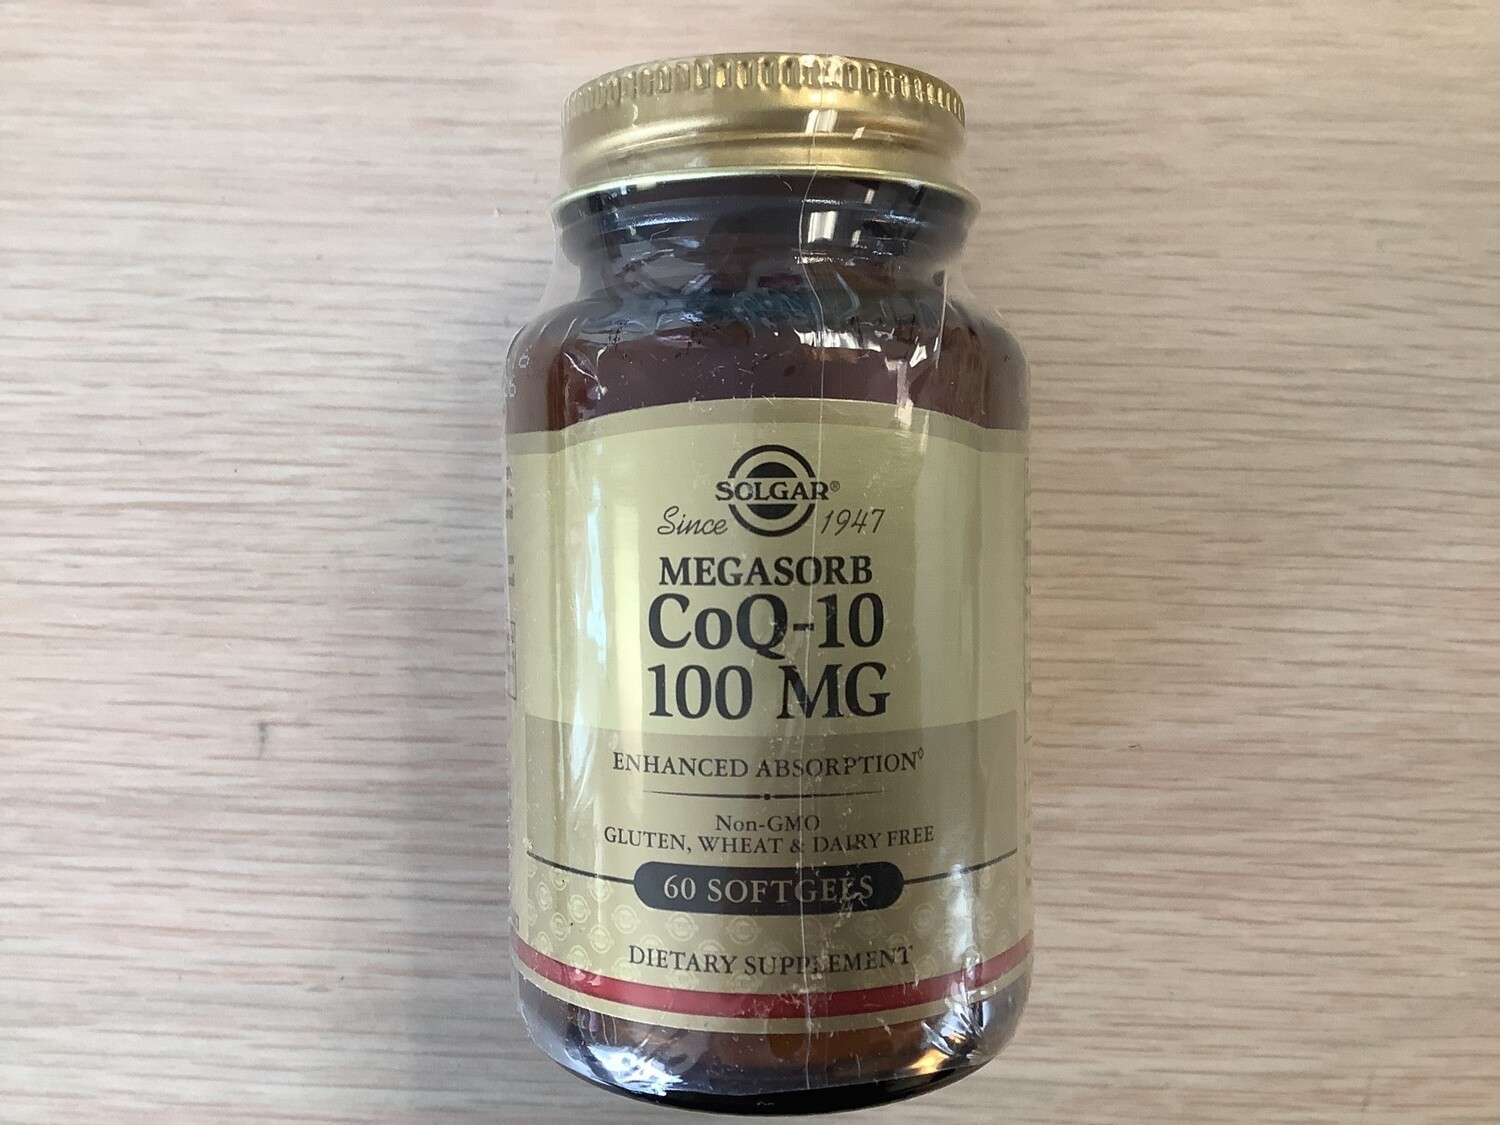 SOLGAR®
Since 1947
MEGASORB
CoQ-10
100 MG
ENHANCED ABSORPTION◊
Non-GMO
GLUTEN, WHEAT & DAIRY FREE
60 SOFTGELS
DIETARY SUPPLEMENT